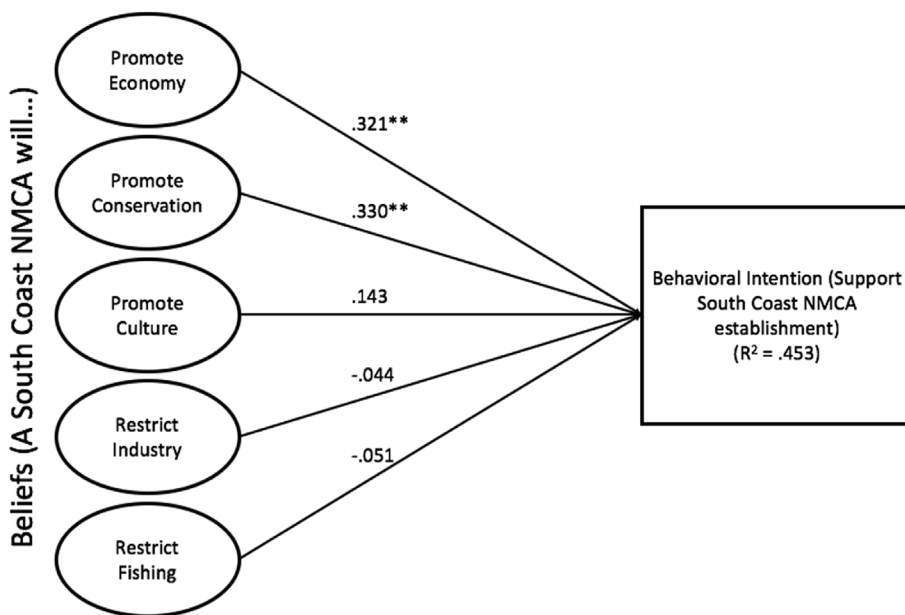 Beliefs (A South Coast NMCA will...)
Promote
Economy
.321**
Promote
Conservation
.330**
Promote
Culture
.143
Restrict
Industry
-.044
Restrict
Fishing
-.051
Behavioral Intention (Support
South Coast NMCA
establishment)
(R² = .453)